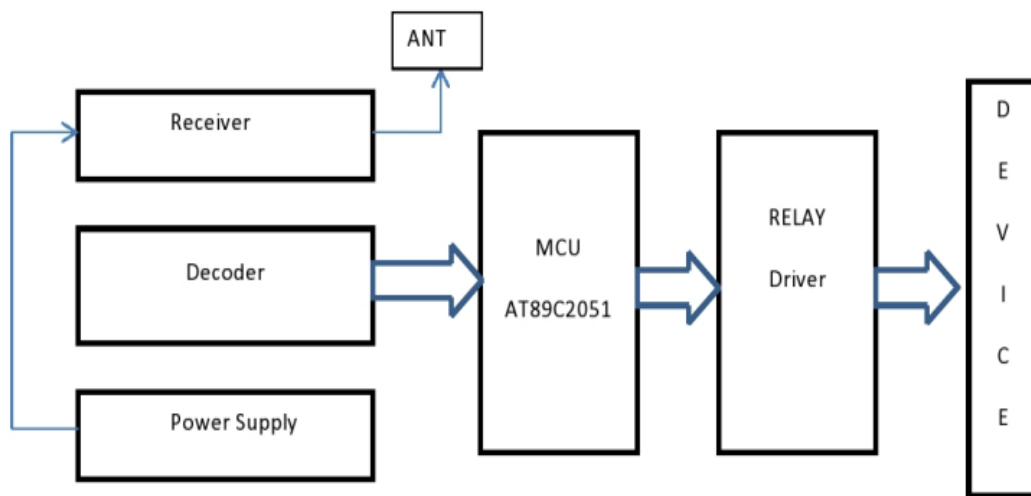 ANT
Receiver
Decoder
Power Supply
MCU
AT89C2051
RELAY
Driver
D
E
V
I
C
E